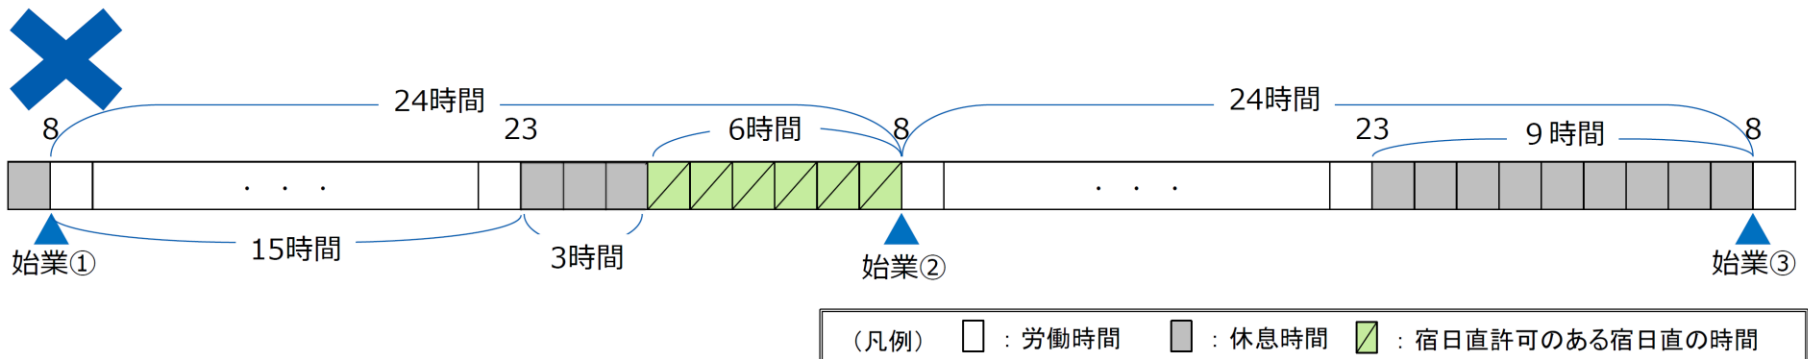 24時間
24時間
8
23
6時間
8
23
9時間
8
・ ・ ・
・ ・ ・
15時間
3時間
始業①
始業②
始業③
（凡例） ：労働時間 ：休息時間 ：宿日直許可のある宿日直の時間